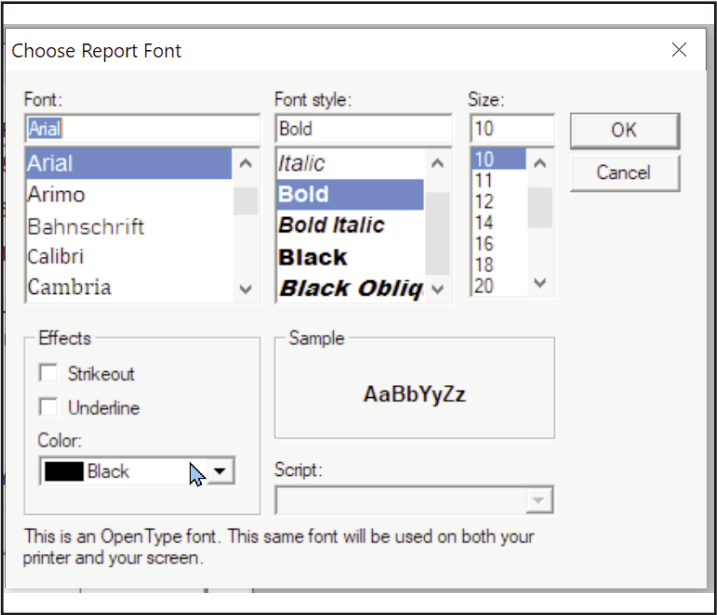 Choose Report Font
Font:
Arial
Arial
Arimo
Bahnschrift
Calibri
Cambria
Font style:
Bold
Italic
Bold
Bold Italic
Black
Black Obliq
Size:
10
10
11
12
14
16
18
20
OK
Cancel
Effects
Strikeout
Underline
Color:
Black
Sample
AaBbYyZz
Script:
This is an OpenType font. This same font will be used on both your
printer and your screen.